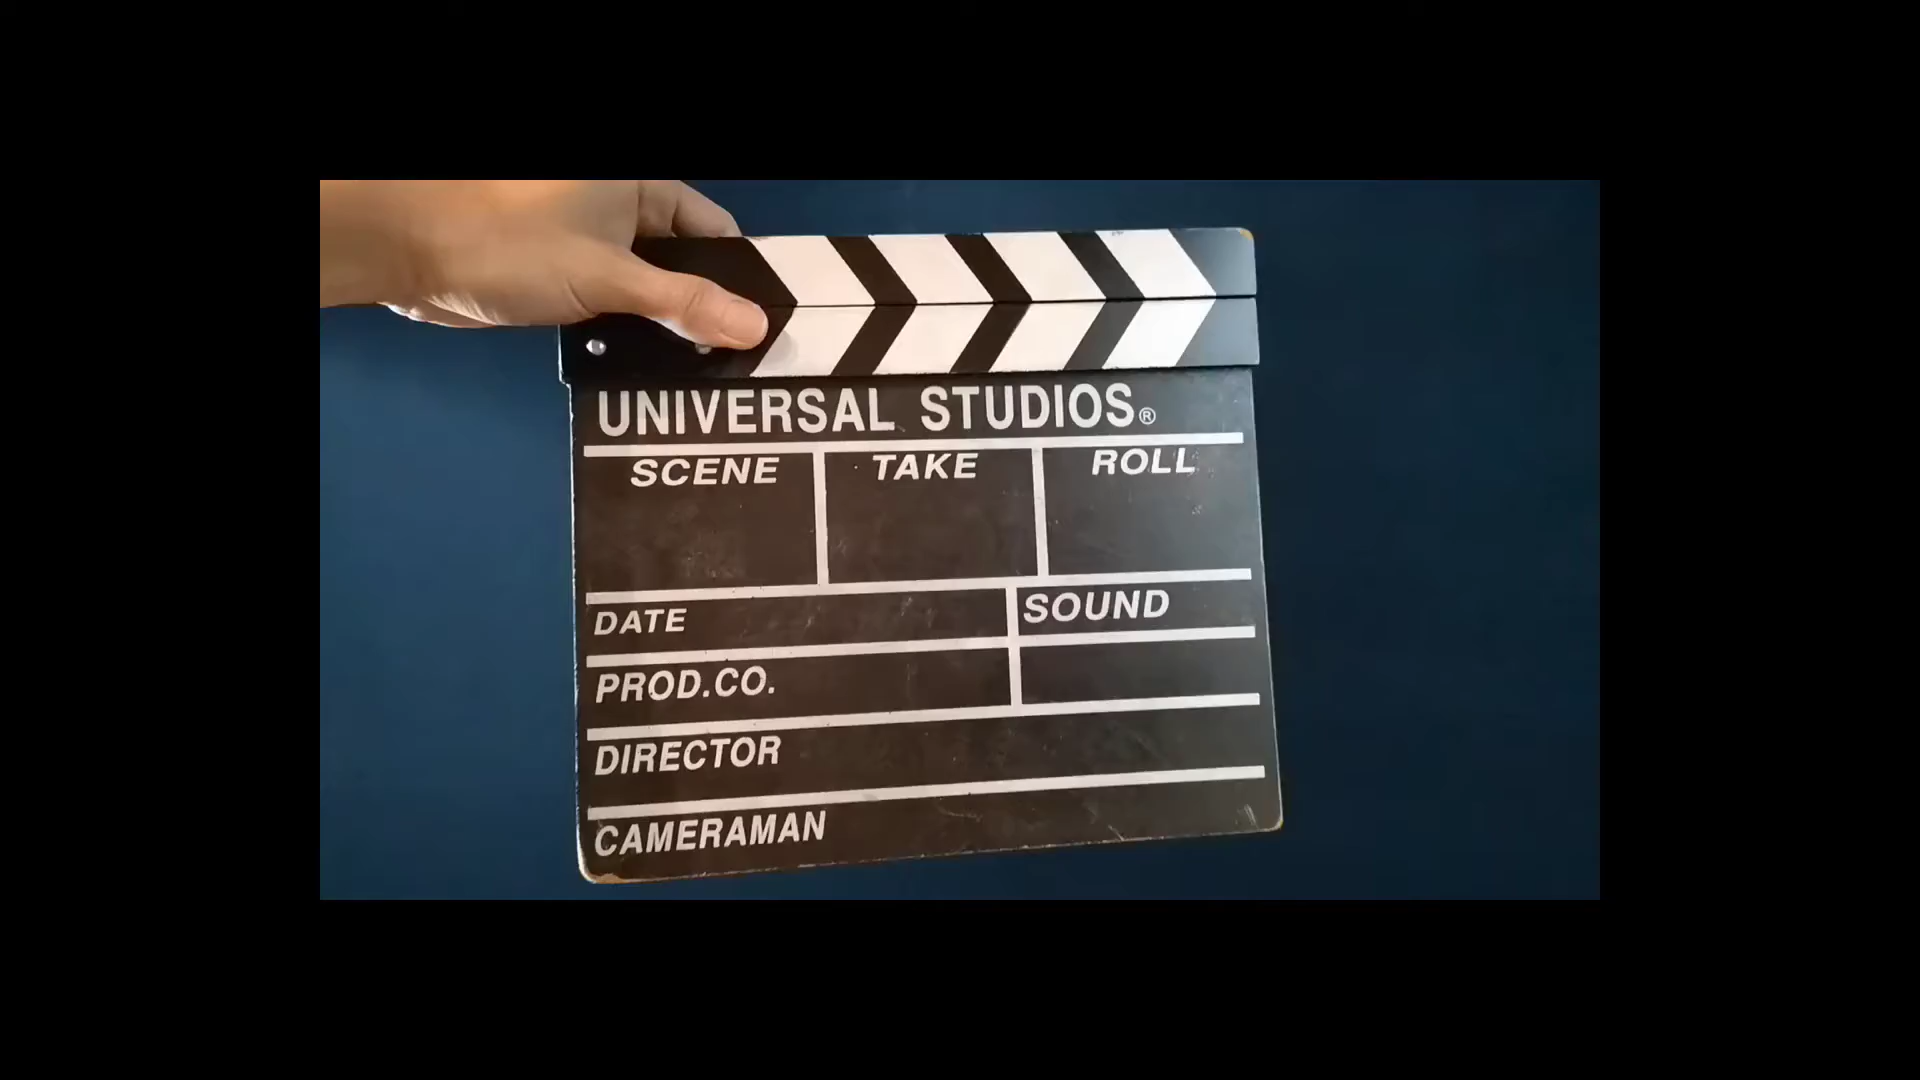 UNIVERSAL STUDIOS®
SCENE TAKE ROLL
DATE SOUND
PROD.CO.
DIRECTOR
CAMERAMAN